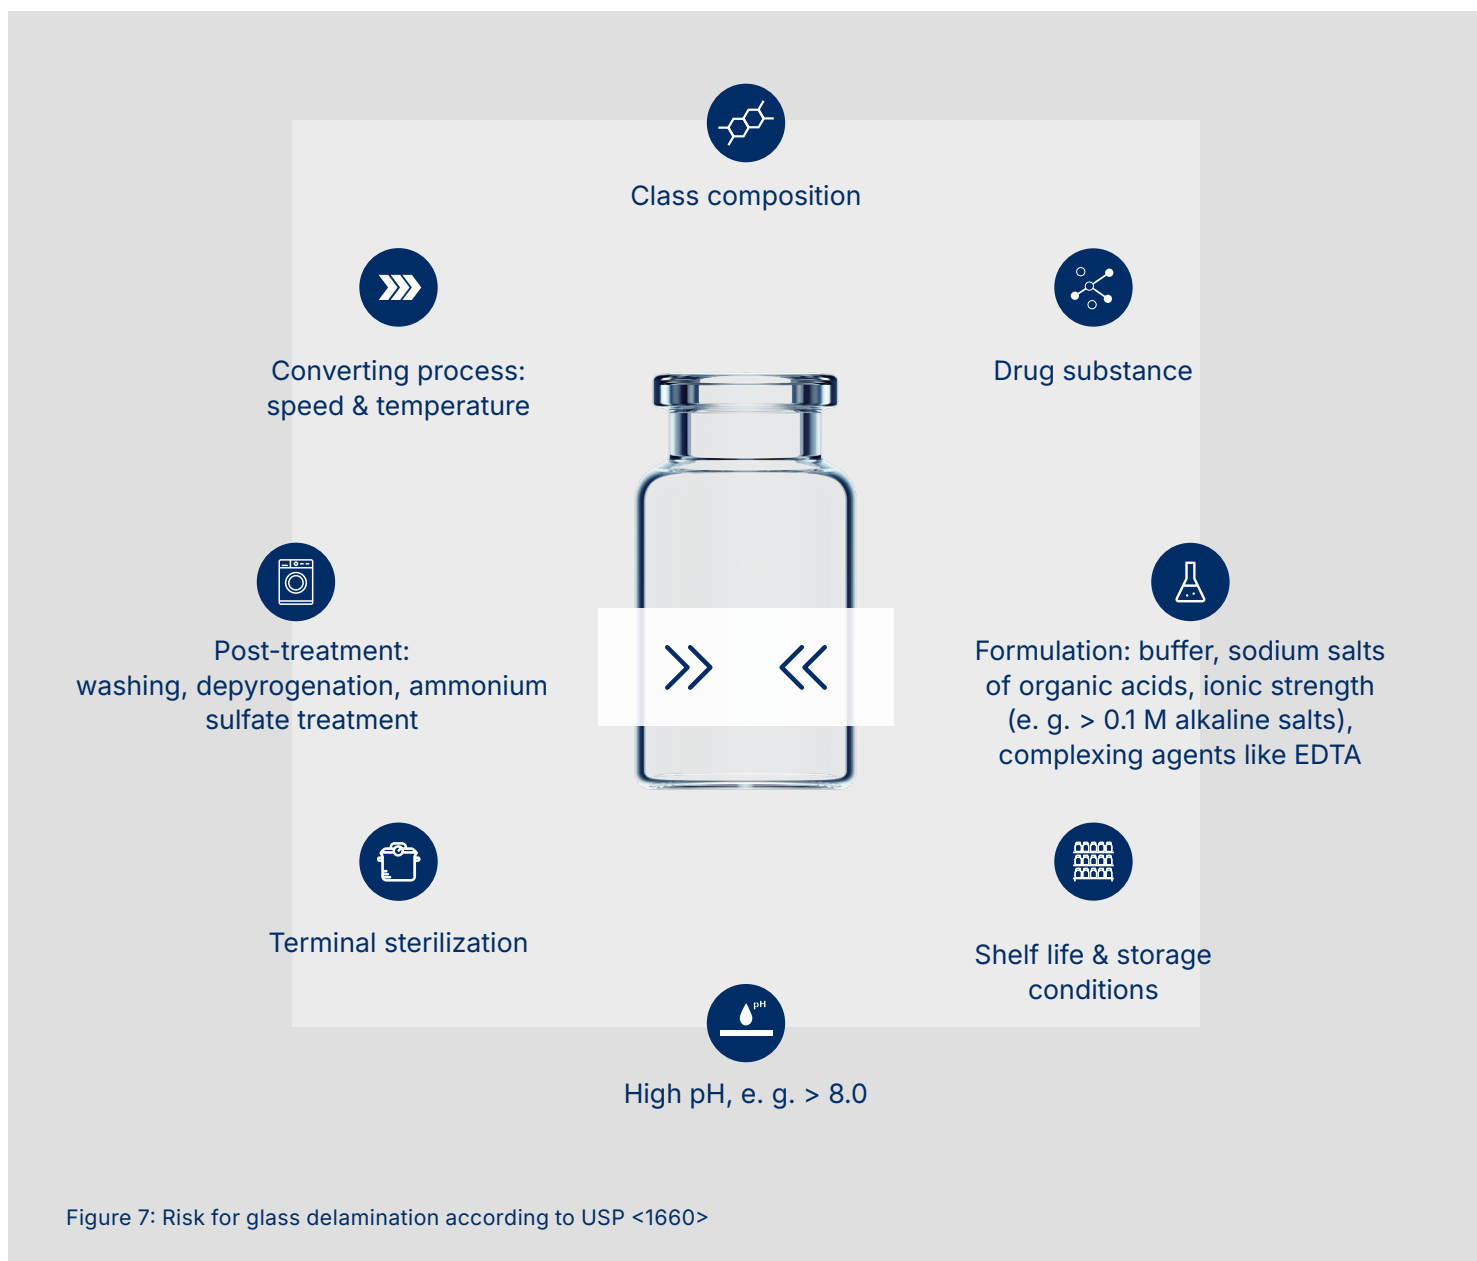 Class composition
Converting process:
speed & temperature
Drug substance
Post-treatment:
washing, depyrogenation, ammonium
sulfate treatment
Formulation: buffer, sodium salts
of organic acids, ionic strength
(e. g. > 0.1 M alkaline salts),
complexing agents like EDTA
Terminal sterilization
Shelf life & storage
conditions
pH
High pH, e. g. > 8.0
Figure 7: Risk for glass delamination according to USP <1660>